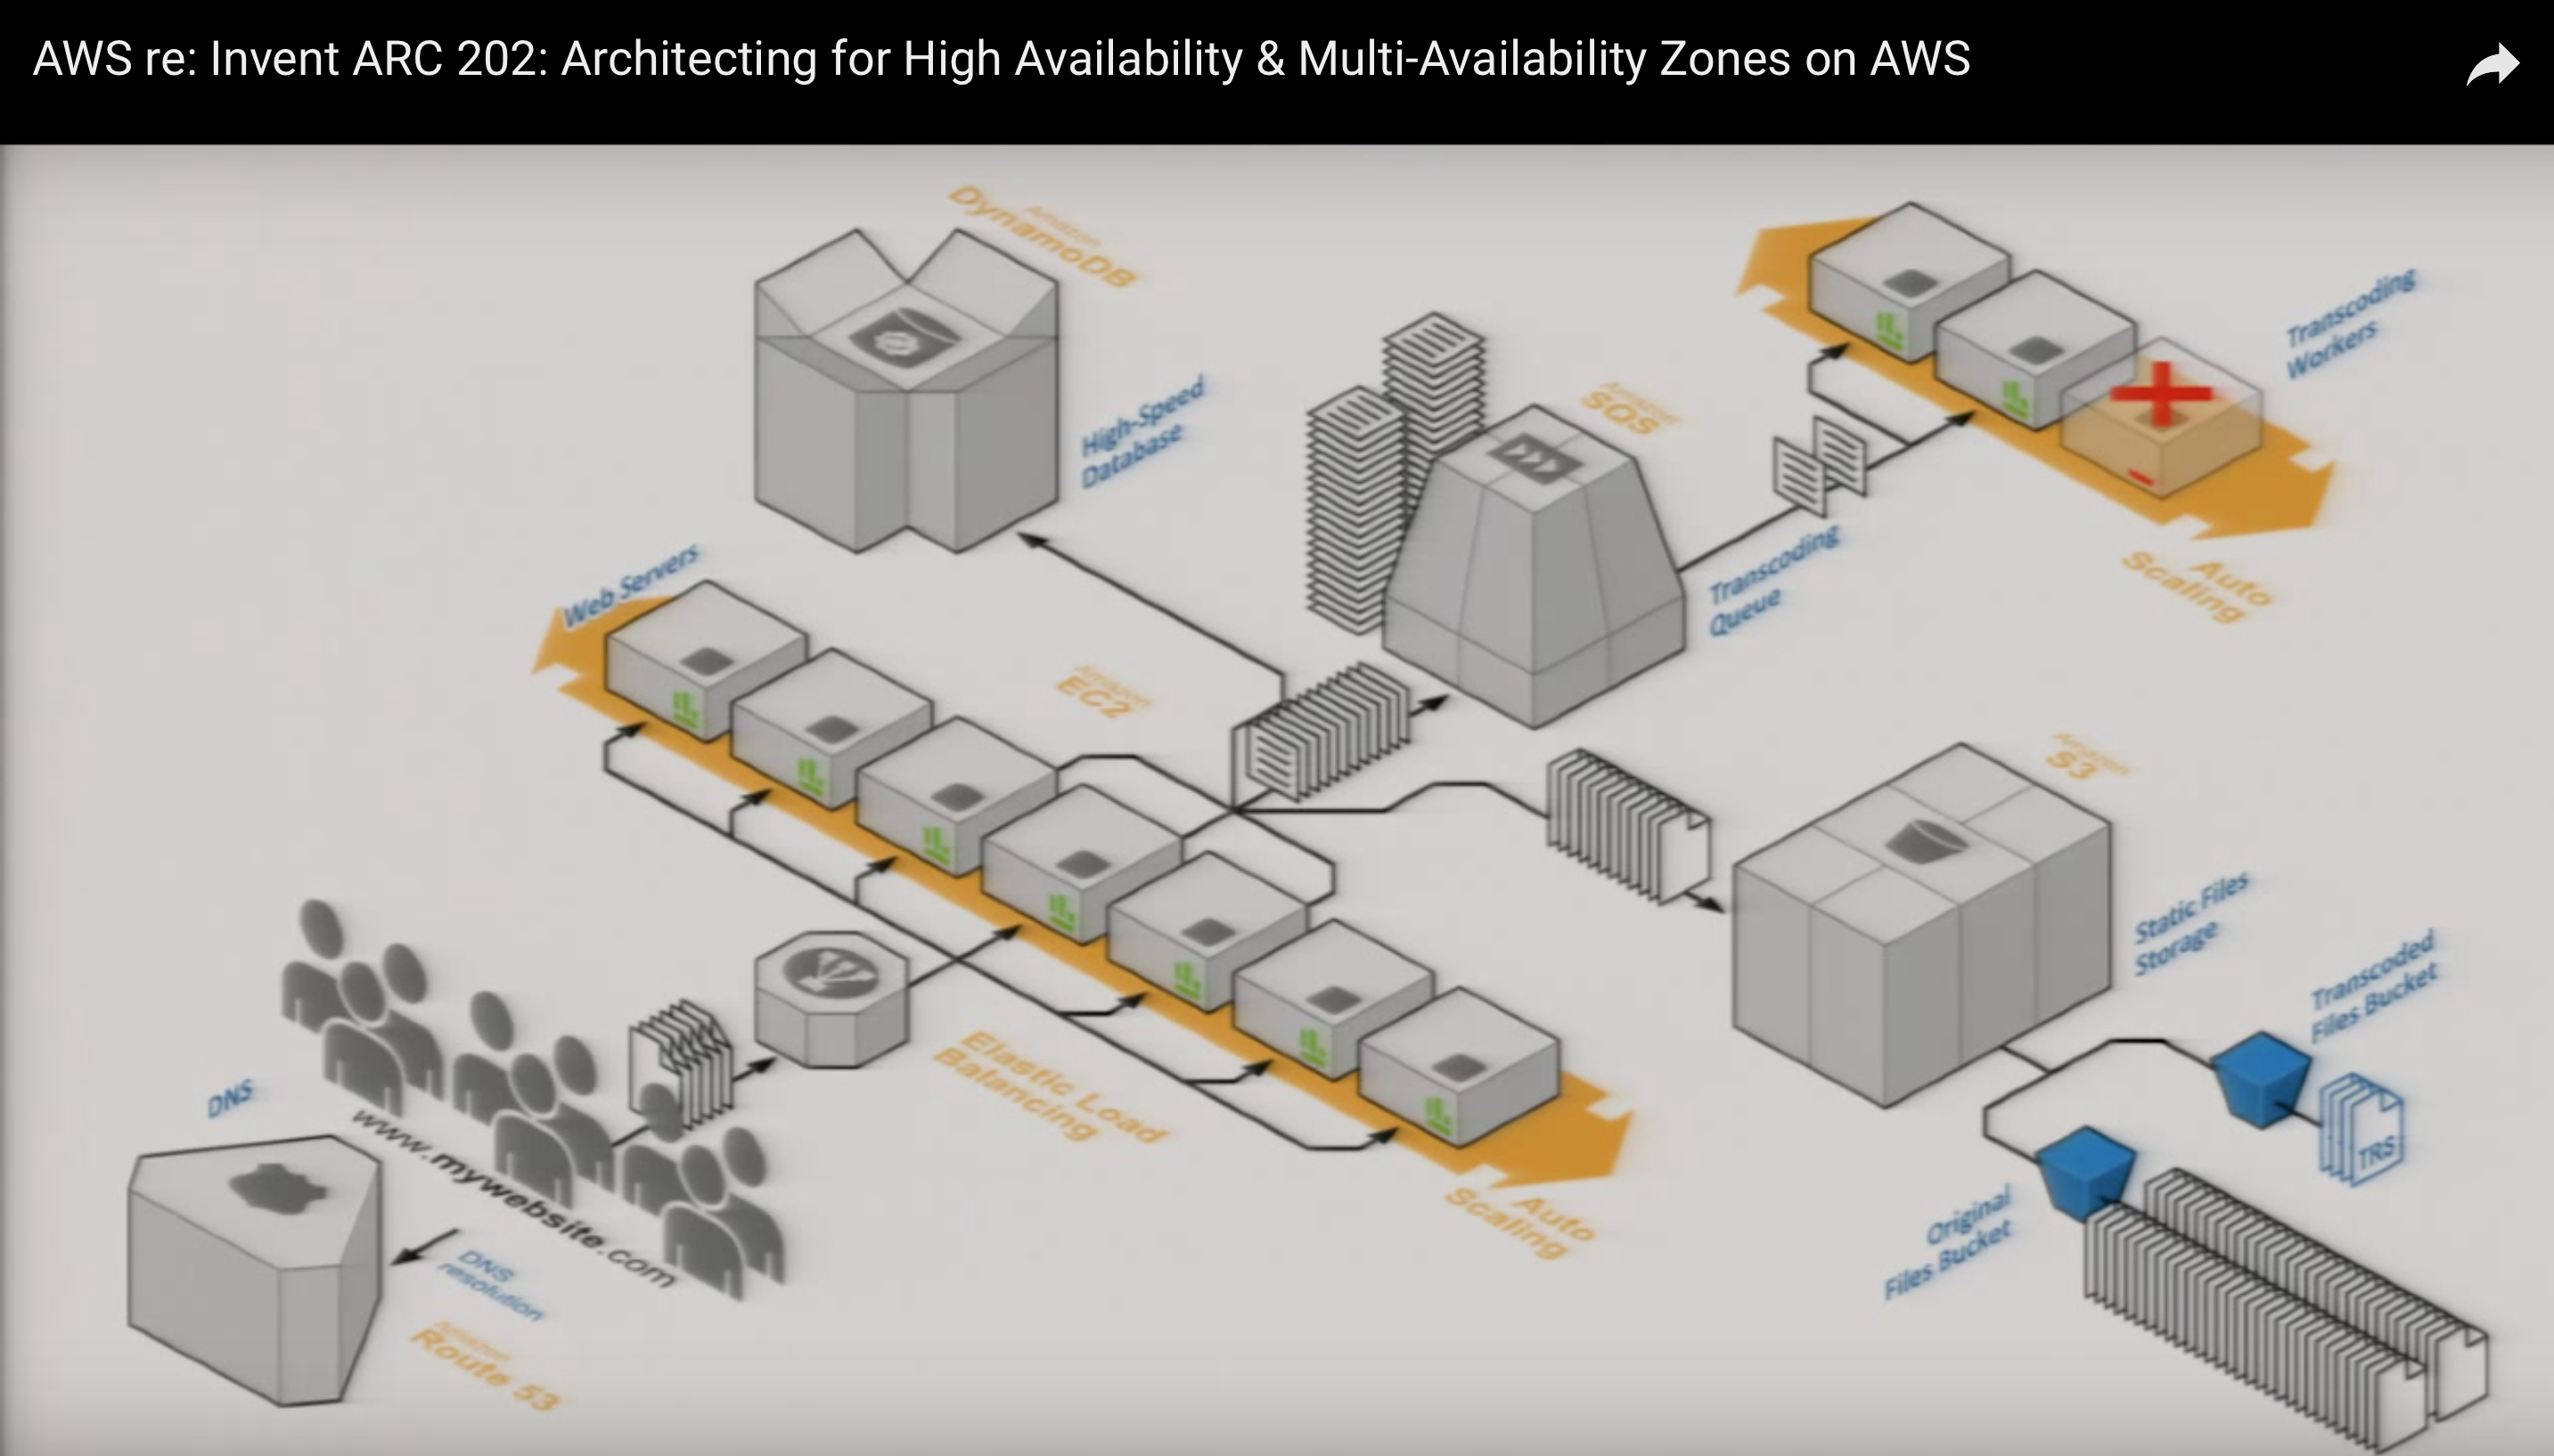 AWS re: Invent ARC 202: Architecting for High Availability & Multi-Availability Zones on AWS
Amazon
DynamoDB
High-Speed
Database
Amazon
SQS
Transcoding
Queue
Transcoding
Workers
Auto
Scaling
Web Servers
Amazon
EC2
Amazon
S3
Static Files
Storage
Transcoded
Files Bucket
TRS
Original
Files Bucket
Elastic Load
Balancing
Auto
Scaling
DNS
www.mywebsite.com
DNS
resolution
Amazon
Route 53